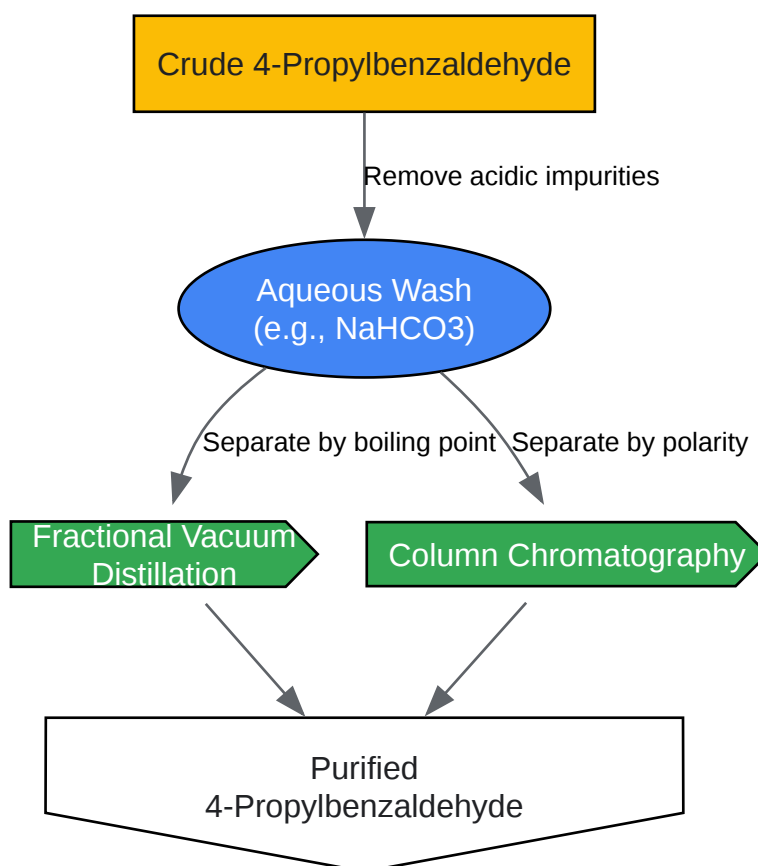 Crude 4-Propylbenzaldehyde
Remove acidic impurities
Aqueous Wash
(e.g., NaHCO3)
Separate by boiling point
Separate by polarity
Fractional Vacuum
Distillation
Column Chromatography
Purified
4-Propylbenzaldehyde